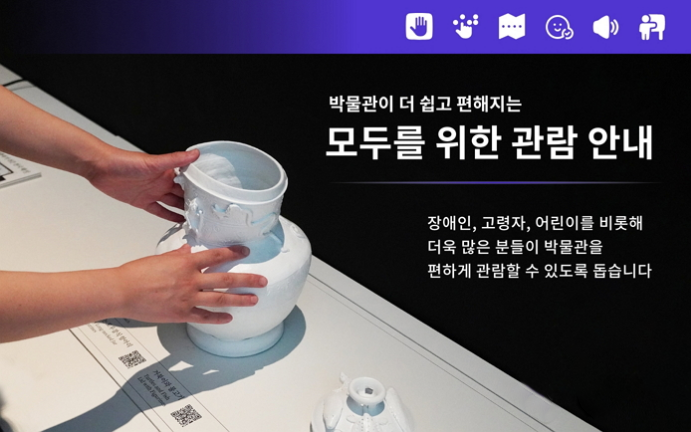 박물관이 더 쉽고 편해지는
모두를 위한 관람 안내
장애인, 고령자, 어린이를 비롯해
더욱 많은 분들이 박물관을
편하게 관람할 수 있도록 돕습니다